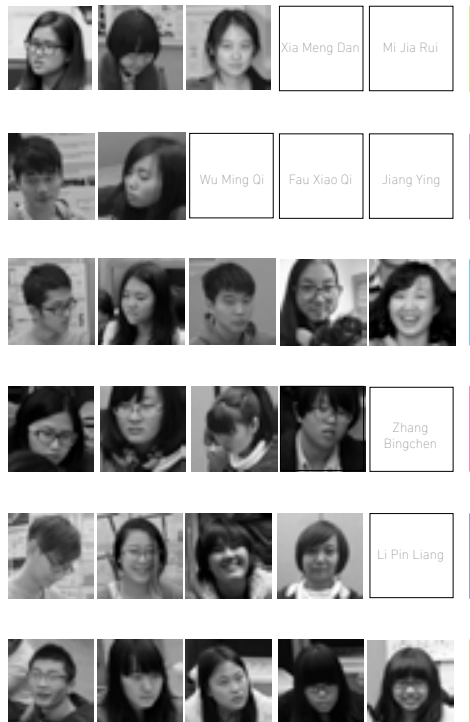 Xia Meng Dan
Mi Jia Rui
Wu Ming Qi
Fau Xiao Qi
Jiang Ying
Zhang
Bingchen
Li Pin Liang